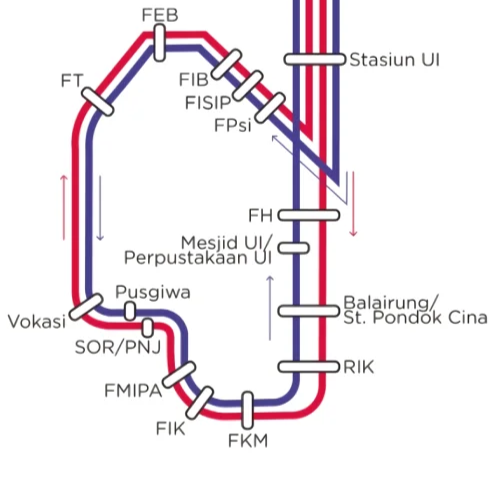 FEB
Stasiun UI
FT
FIB
FISIP
FPsi
FH
Mesjid UI/
Perpustakaan UI
Pusgiwa
Balairung/
St. Pondok Cina
Vokasi
SOR/PNJ
RIK
FMIPA
FIK
FKM